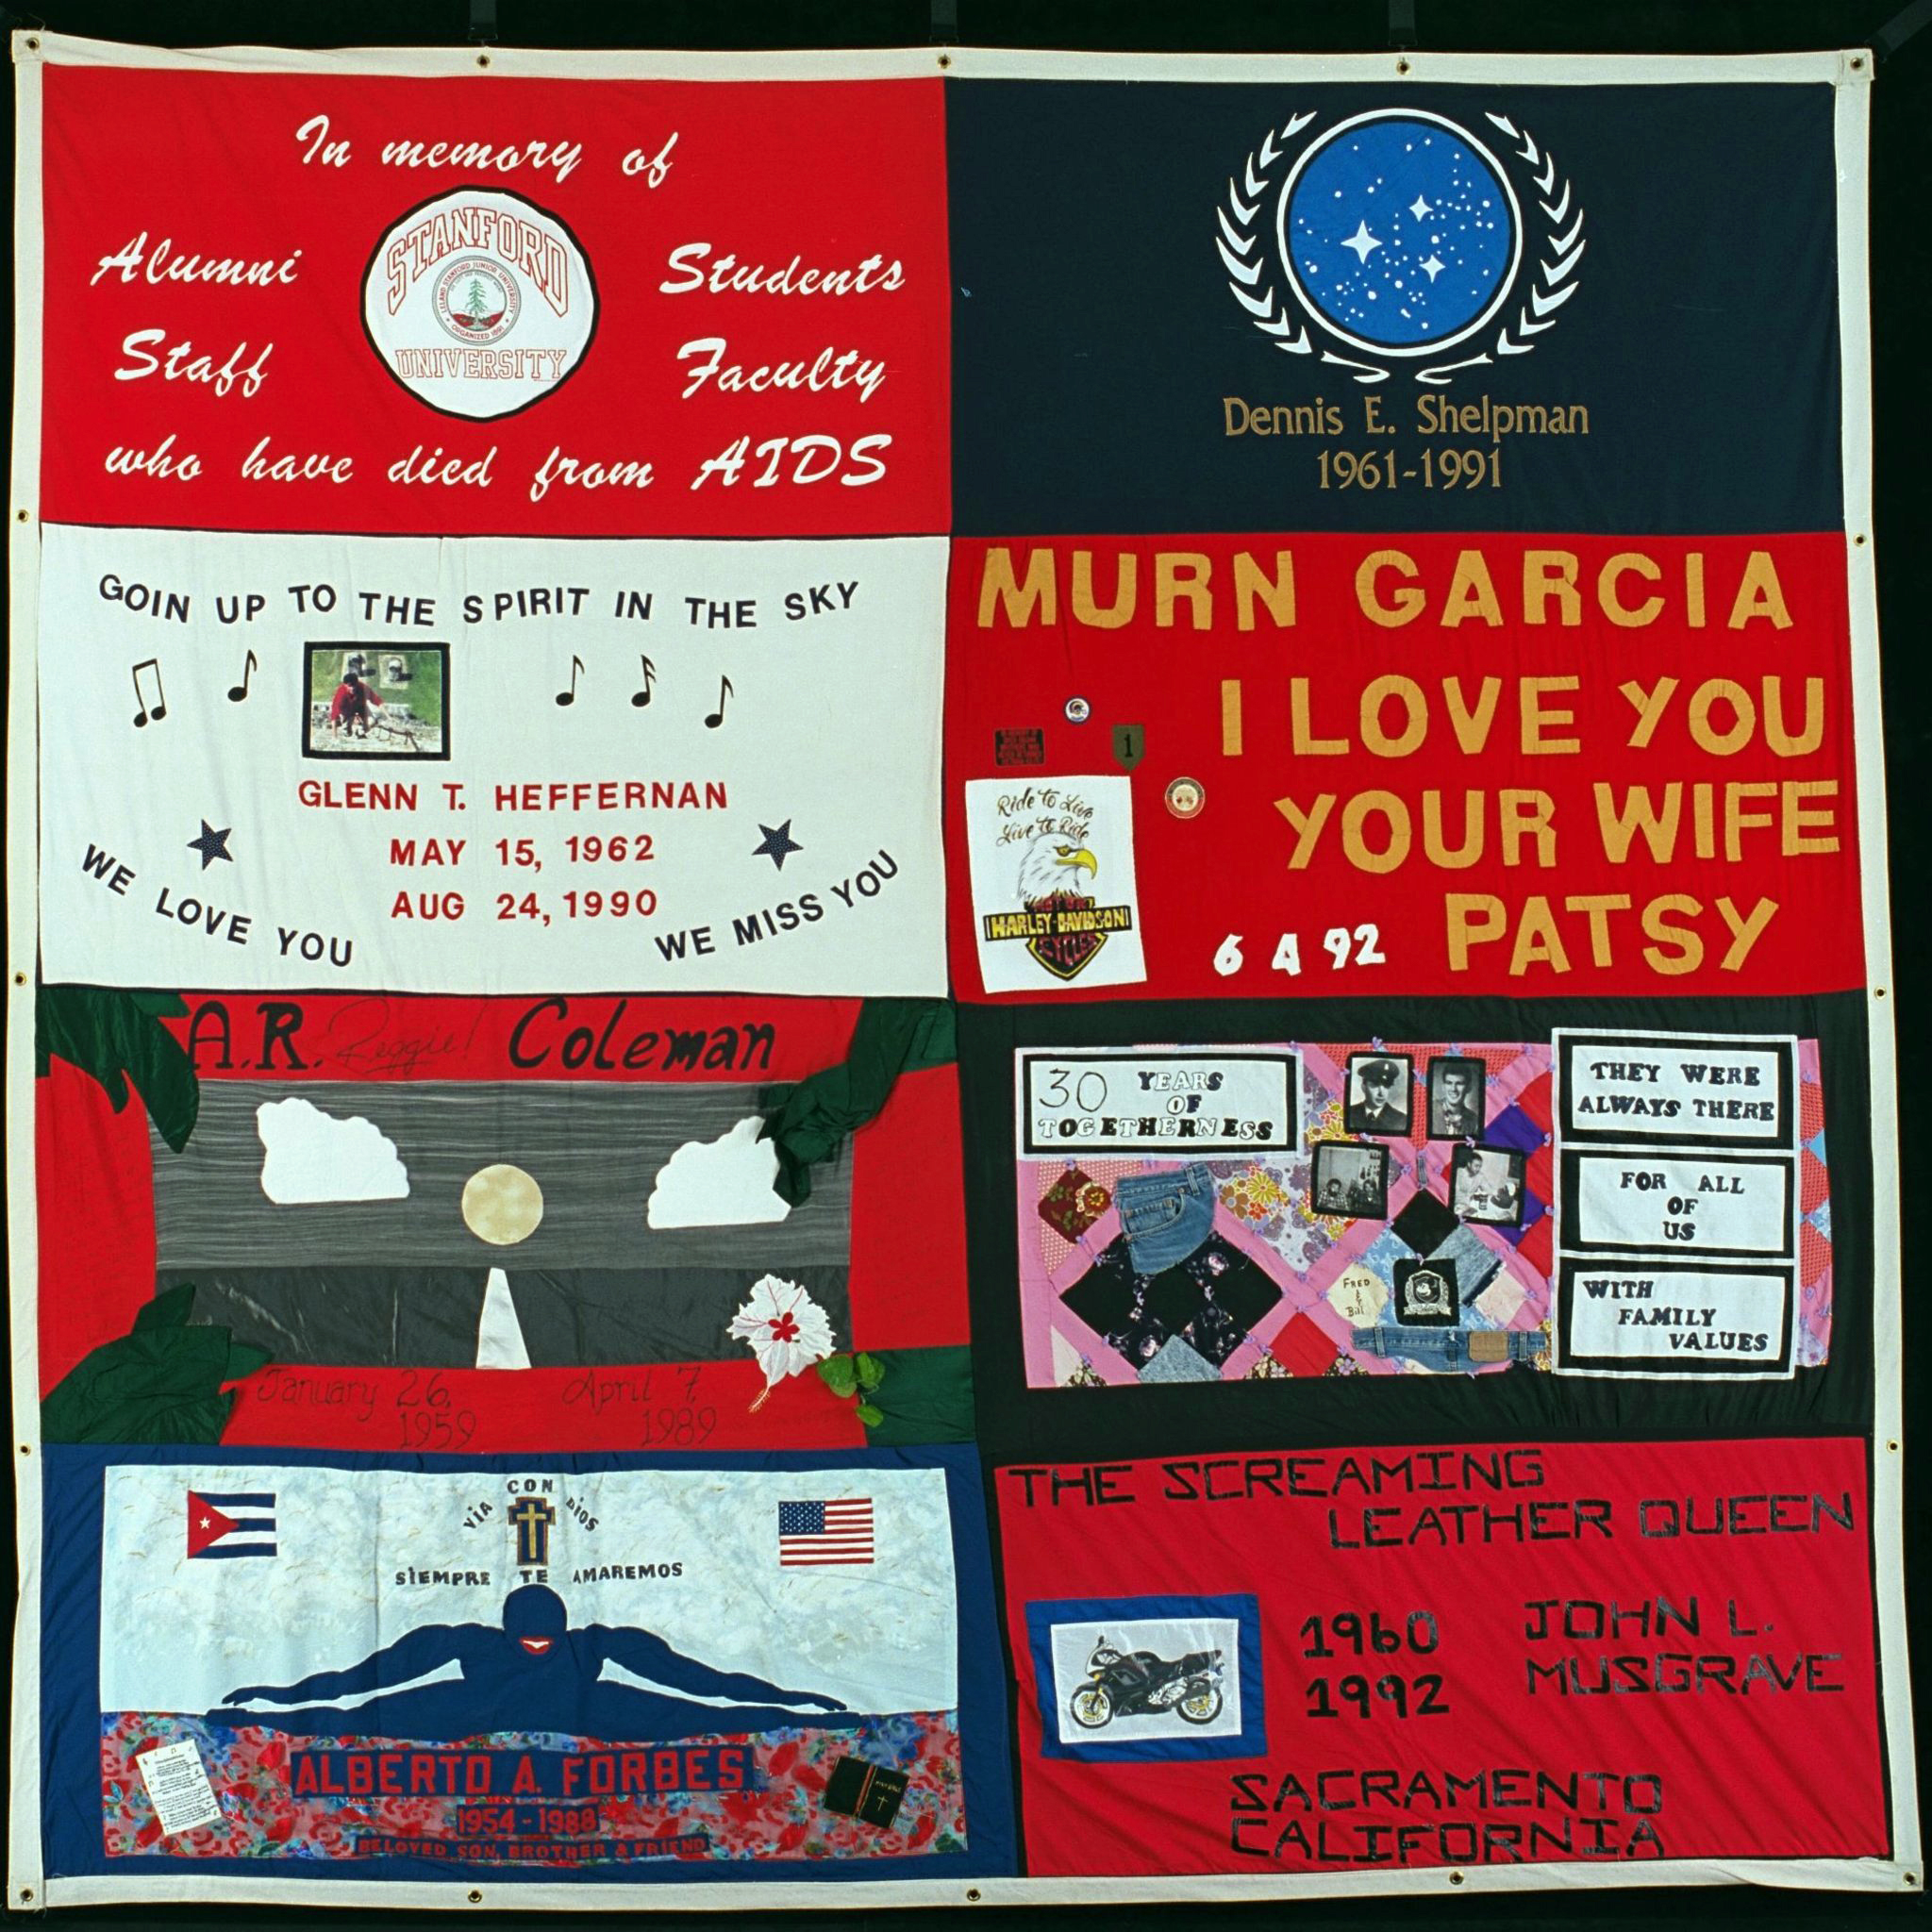 In memory of
Alumni
Students
Staff
Faculty
who have died from AIDS
STANFORD
LELAND STANFORD JUNIOR UNIVERSITY
ORGANIZED 1891
UNIVERSITY
Dennis E. Shelpman
1961-1991
GOIN UP TO THE SPIRIT IN THE SKY
GLENN T. HEFFERNAN
MAY 15, 1962
AUG 24, 1990
WE LOVE YOU
WE MISS YOU
MURN GARCIA
I LOVE YOU
YOUR WIFE
PATSY
6 4 92
1
Ride to Live
Live to Ride
HARLEY-DAVIDSON
CYCLES
A.R. Reggie! Coleman
January 26, 1959
April 7, 1989
30 YEARS
OF
TOGETHERNESS
FRED
&
Bill
THEY WERE
ALWAYS THERE
FOR ALL
OF
US
WITH
FAMILY
VALUES
VIA CON DIOS
SIEMPRE TE AMAREMOS
ALBERTO A. FORBES
1954-1988
BELOVED SON, BROTHER & FRIEND
THE SCREAMING
LEATHER QUEEN
1960
1992
JOHN L.
MUSGRAVE
SACRAMENTO
CALIFORNIA